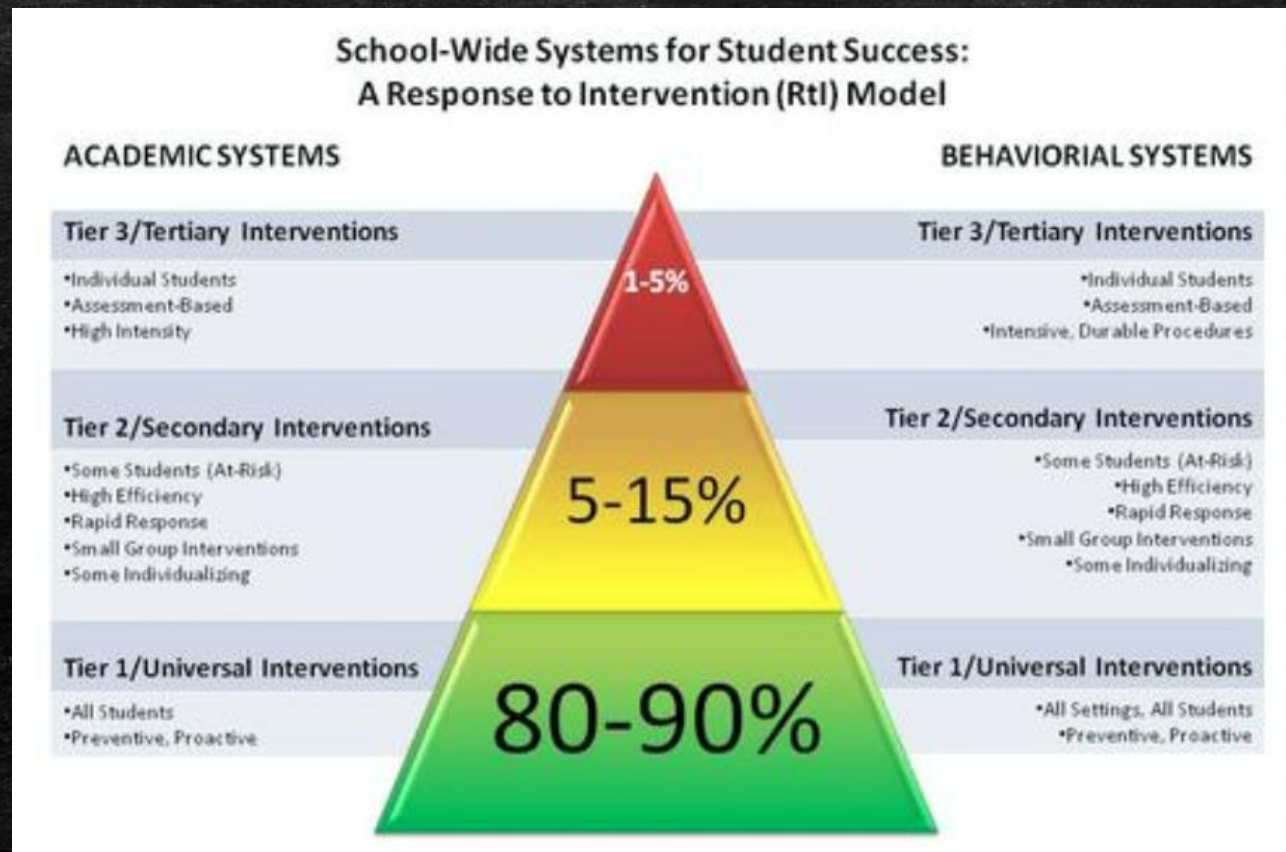 School-Wide Systems for Student Success:
A Response to Intervention (RtI) Model
ACADEMIC SYSTEMS
BEHAVIORIAL SYSTEMS
Tier 3/Tertiary Interventions
•Individual Students
•Assessment-Based
•High Intensity
1-5%
Tier 3/Tertiary Interventions
•Individual Students
•Assessment-Based
•Intensive, Durable Procedures
Tier 2/Secondary Interventions
•Some Students (At-Risk)
•High Efficiency
•Rapid Response
•Small Group Interventions
•Some Individualizing
5-15%
Tier 2/Secondary Interventions
•Some Students (At-Risk)
•High Efficiency
•Rapid Response
•Small Group Interventions
•Some Individualizing
Tier 1/Universal Interventions
•All Students
•Preventive, Proactive
80-90%
Tier 1/Universal Interventions
•All Settings, All Students
•Preventive, Proactive